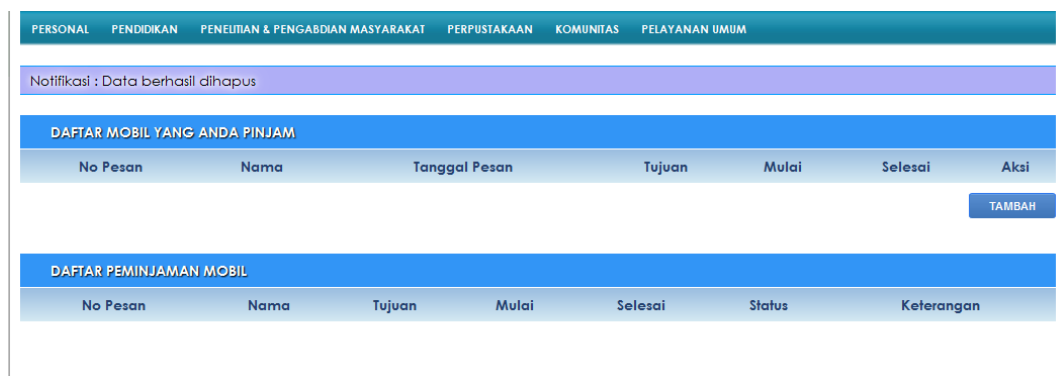 PERSONAL PENDIDIKAN PENELITIAN & PENGABDIAN MASYARAKAT PERPUSTAKAAN KOMUNITAS PELAYANAN UMUM
Notifikasi : Data berhasil dihapus
DAFTAR MOBIL YANG ANDA PINJAM
No Pesan Nama Tanggal Pesan Tujuan Mulai Selesai Aksi
TAMBAH
DAFTAR PEMINJAMAN MOBIL
No Pesan Nama Tujuan Mulai Selesai Status Keterangan